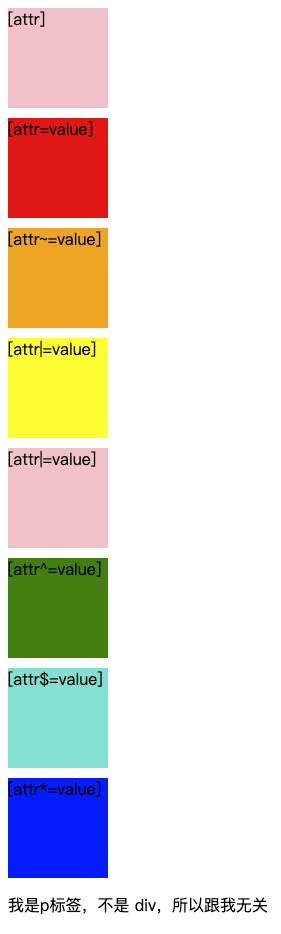 [attr]
[attr=value]
[attr~=value]
[attr|=value]
[attr|=value]
[attr^=value]
[attr$=value]
[attr*=value]
我是p标签，不是 div，所以跟我无关